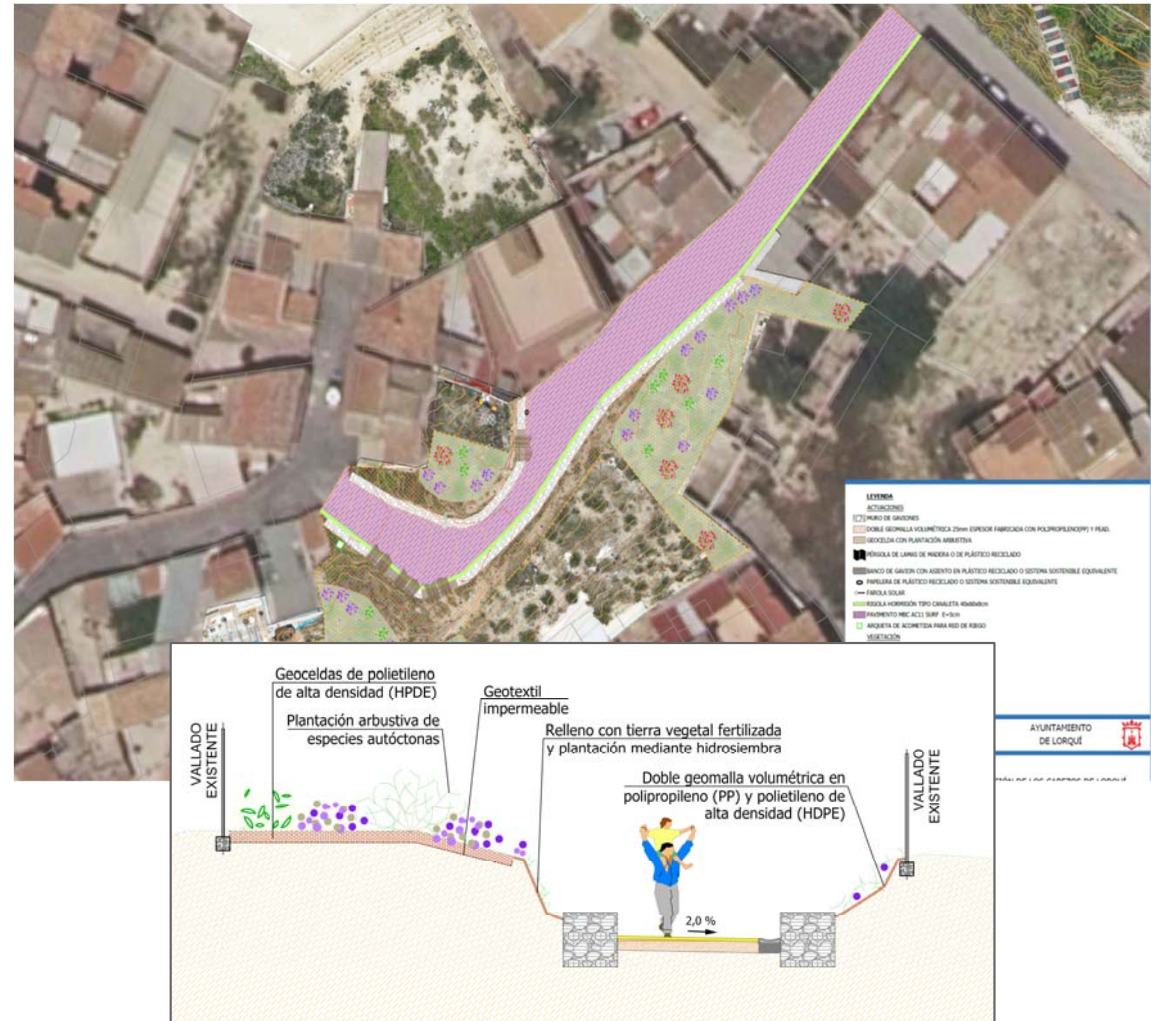 LEYENDA
ACTUACIONES
MURO DE GAVIONES
DOBLE GEOMALLA VOLUMÉTRICA 25mm ESPESOR FABRICADA CON POLIPROPILENO(PP) Y PEAD.
GEOCELDA CON PLANTACIÓN ARBUSTIVA
PÉRGOLA DE LAMAS DE MADERA O DE PLÁSTICO RECICLADO
BANCO DE GAVION CON ASIENTO EN PLÁSTICO RECICLADO O SISTEMA SOSTENIBLE EQUIVALENTE
PAPELERA DE PLÁSTICO RECICLADO O SISTEMA SOSTENIBLE EQUIVALENTE
FAROLA SOLAR
RIGOLA HORMIGÓN TIPO CANALETA 40x60x8cm
PAVIMENTO MBC AC11 SURF E=5cm
ARQUETA DE ACOMETIDA PARA RED DE RIEGO
VEGETACIÓN
AYUNTAMIENTO
DE LORQUÍ
Geoceldas de polietileno
de alta densidad (HPDE)
Plantación arbustiva de
especies autóctonas
Geotextil
impermeable
Relleno con tierra vegetal fertilizada
y plantación mediante hidrosiembra
Doble geomalla volumétrica en
polipropileno (PP) y polietileno de
alta densidad (HDPE)
VALLADO
EXISTENTE
VALLADO
EXISTENTE
2,0 %